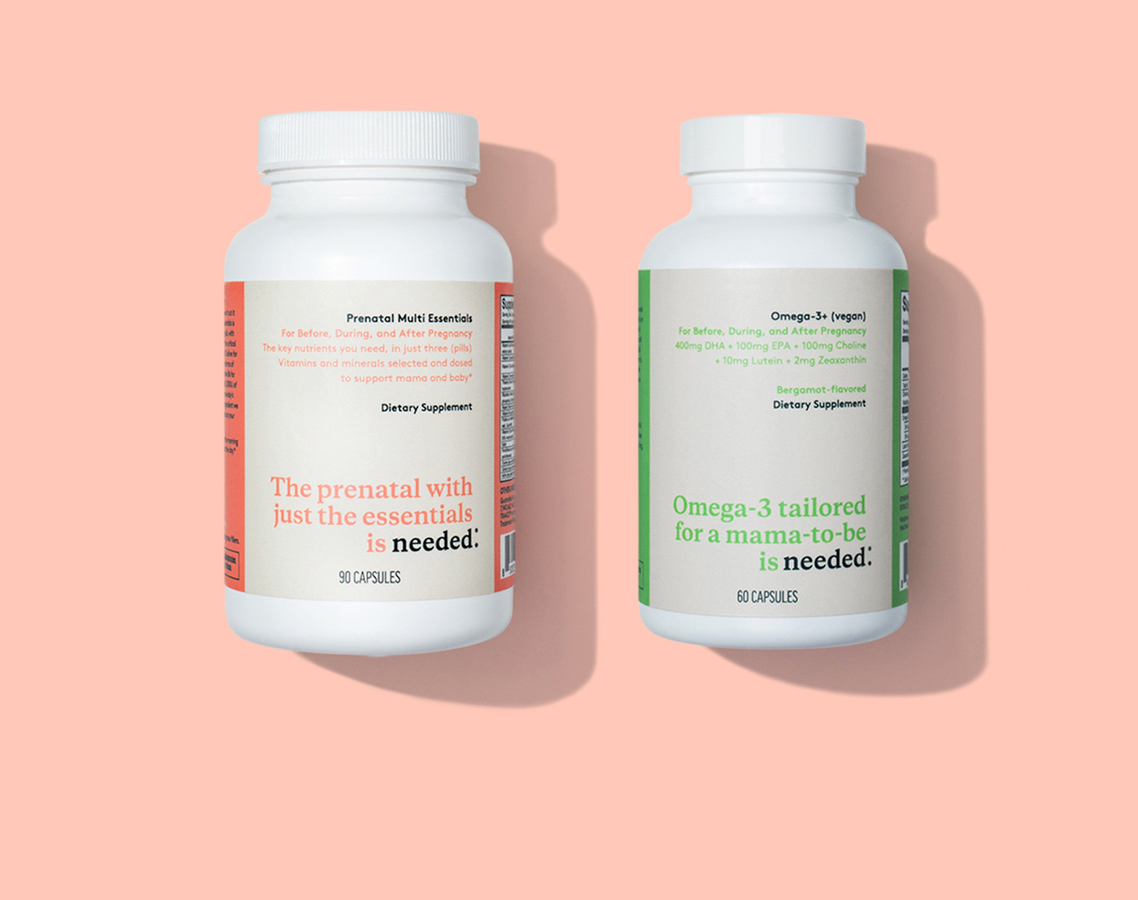 Prenatal Multi Essentials
For Before, During, and After Pregnancy
The key nutrients you need, in just three (pills)
Vitamins and minerals selected and dosed
to support mama and baby*
Dietary Supplement
The prenatal with
just the essentials
is needed:
90 CAPSULES
Omega-3+ (vegan)
For Before, During, and After Pregnancy
400mg DHA + 100mg EPA + 100mg Choline
+ 10mg Lutein + 2mg Zeaxanthin
Bergamot-flavored
Dietary Supplement
Omega-3 tailored
for a mama-to-be
is needed:
60 CAPSULES